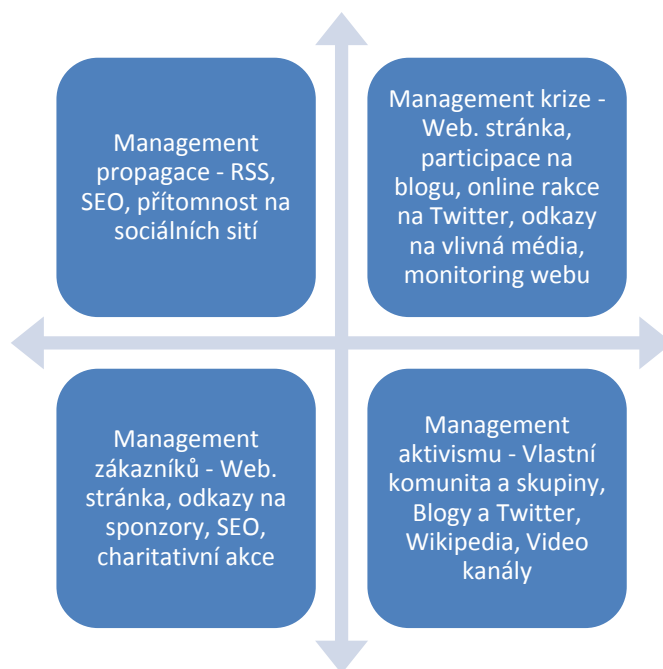 Management
propagace - RSS,
SEO, přítomnost na
sociálních sití
Management krize -
Web. stránka,
participace na
blogu, online rakce
na Twitter, odkazy
na vlivná média,
monitoring webu
Management
zákazníků - Web.
stránka, odkazy na
sponzory, SEO,
charitativní akce
Management
aktivismu - Vlastní
komunita a skupiny,
Blogy a Twitter,
Wikipedia, Video
kanály